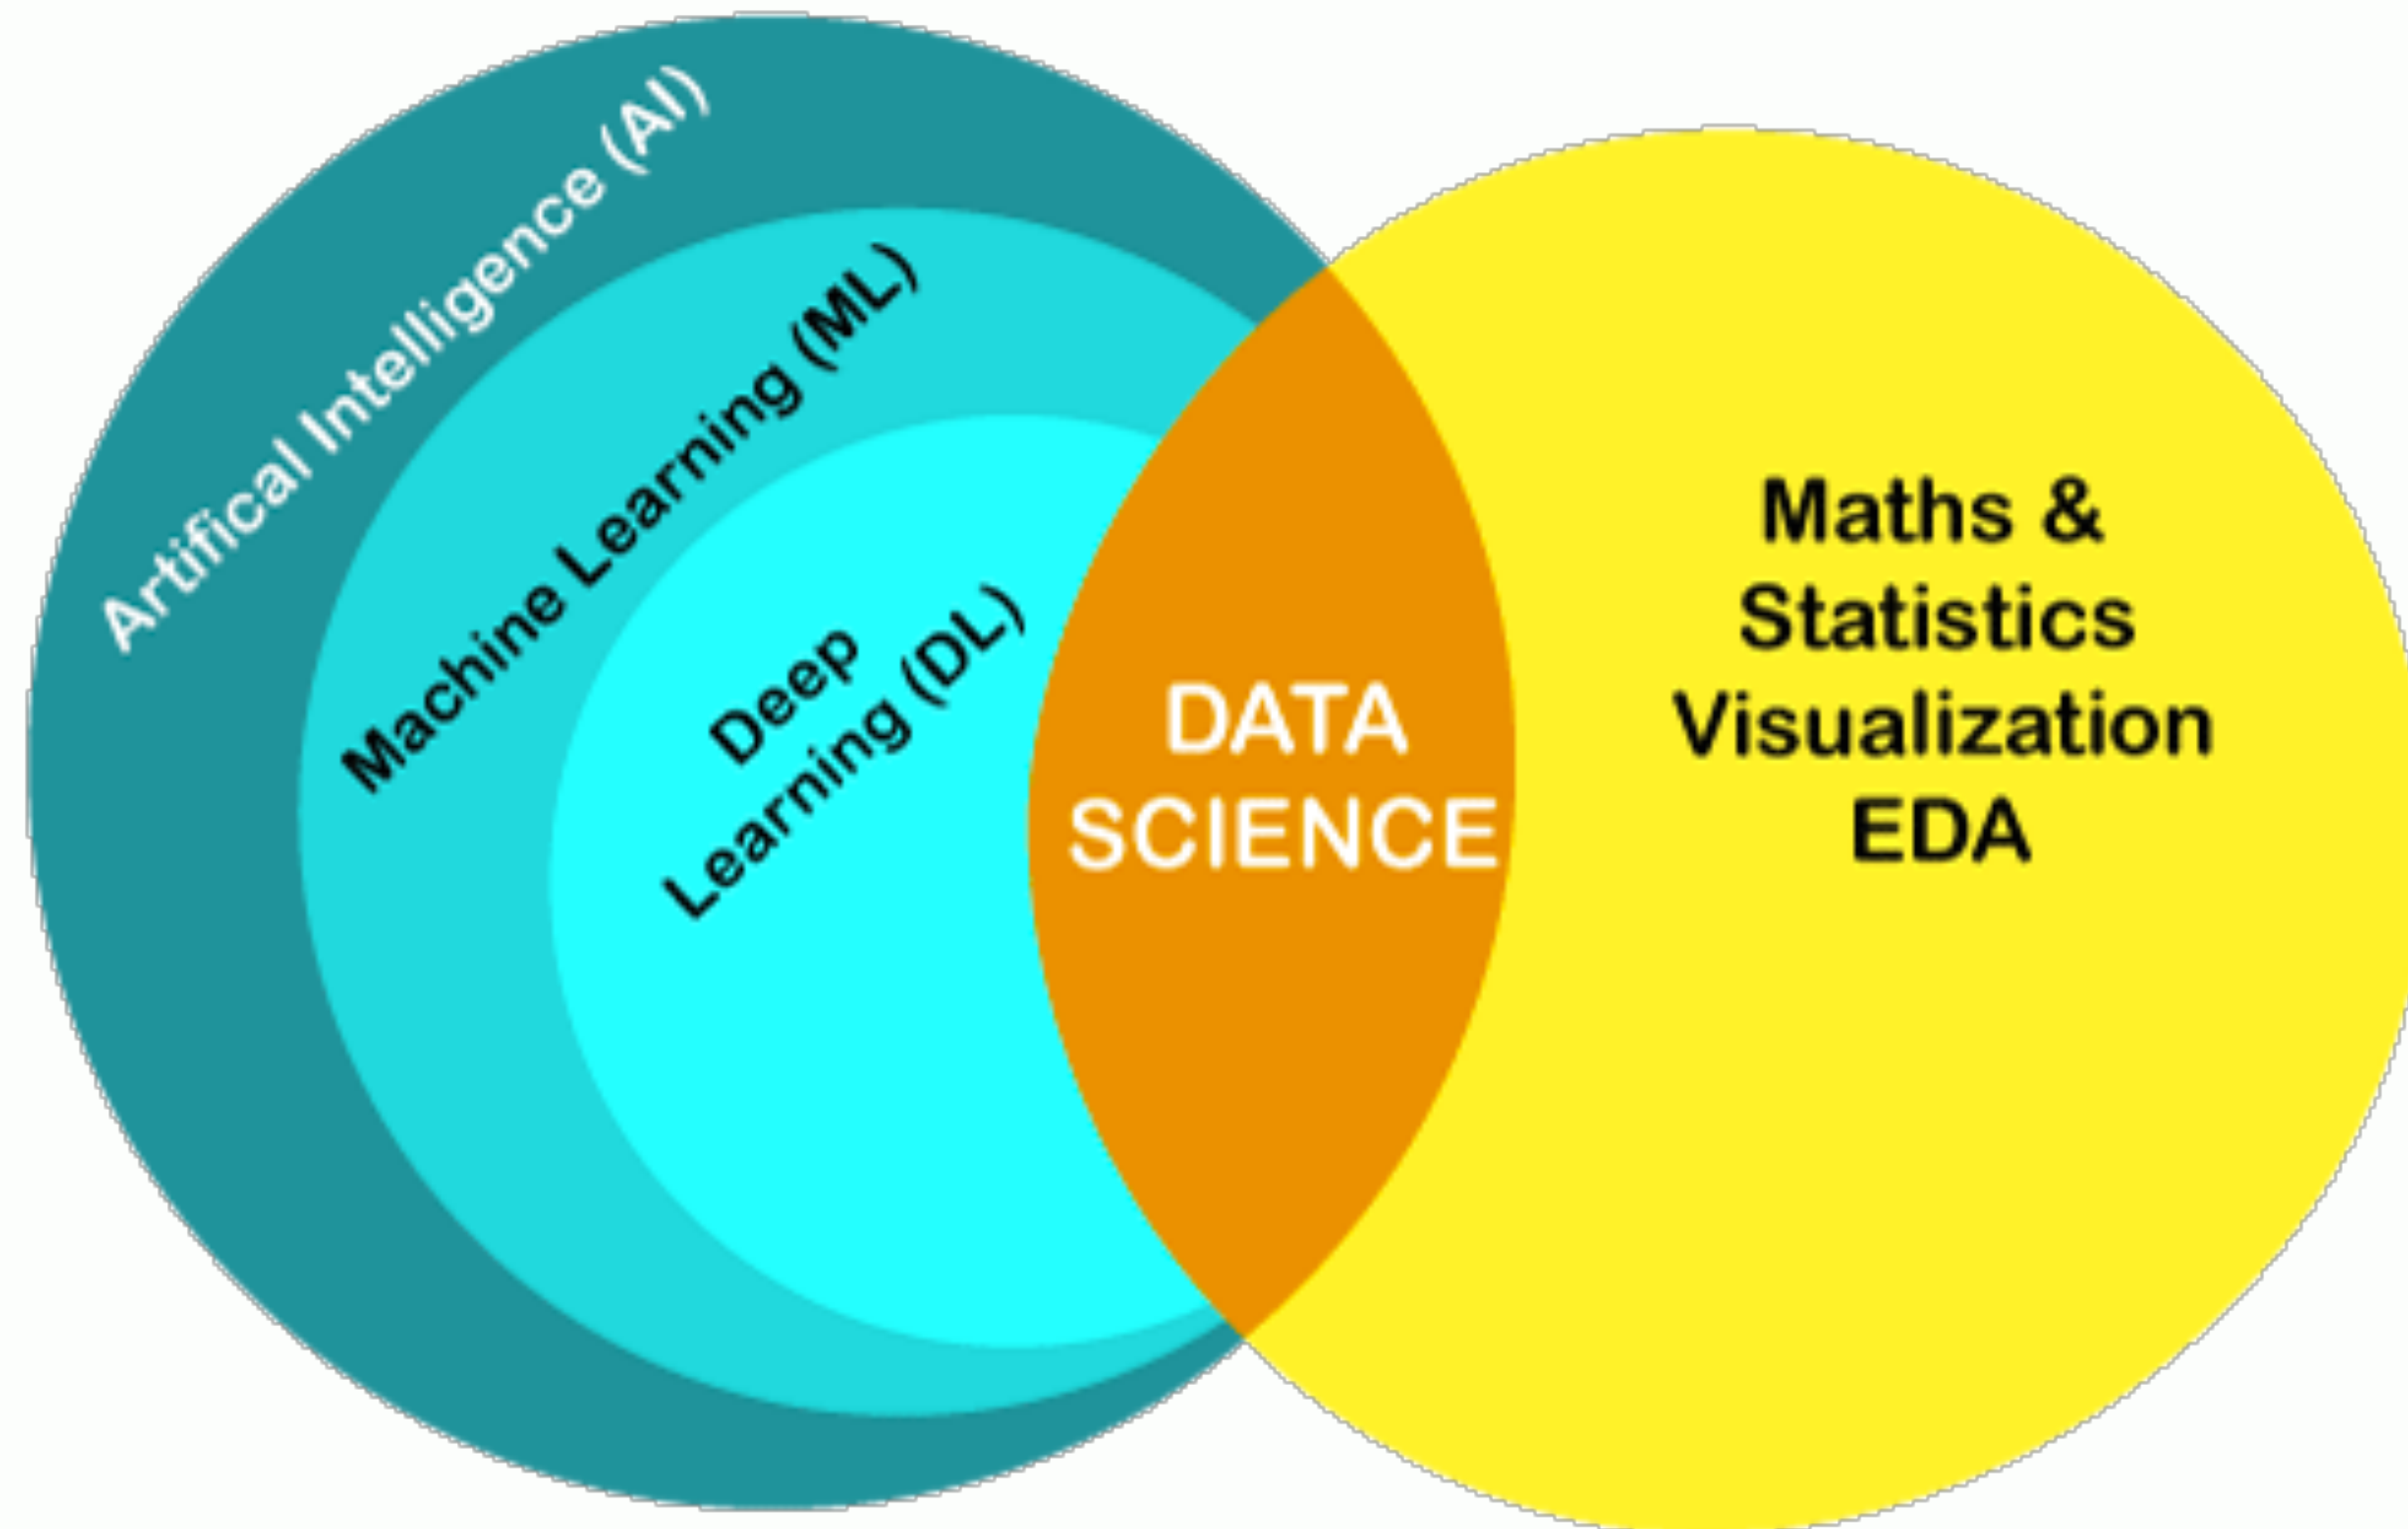 Artifical Intelligence (AI)
Machine Learning (ML)
Deep
Learning (DL)
DATA
SCIENCE
Maths &
Statistics
Visualization
EDA